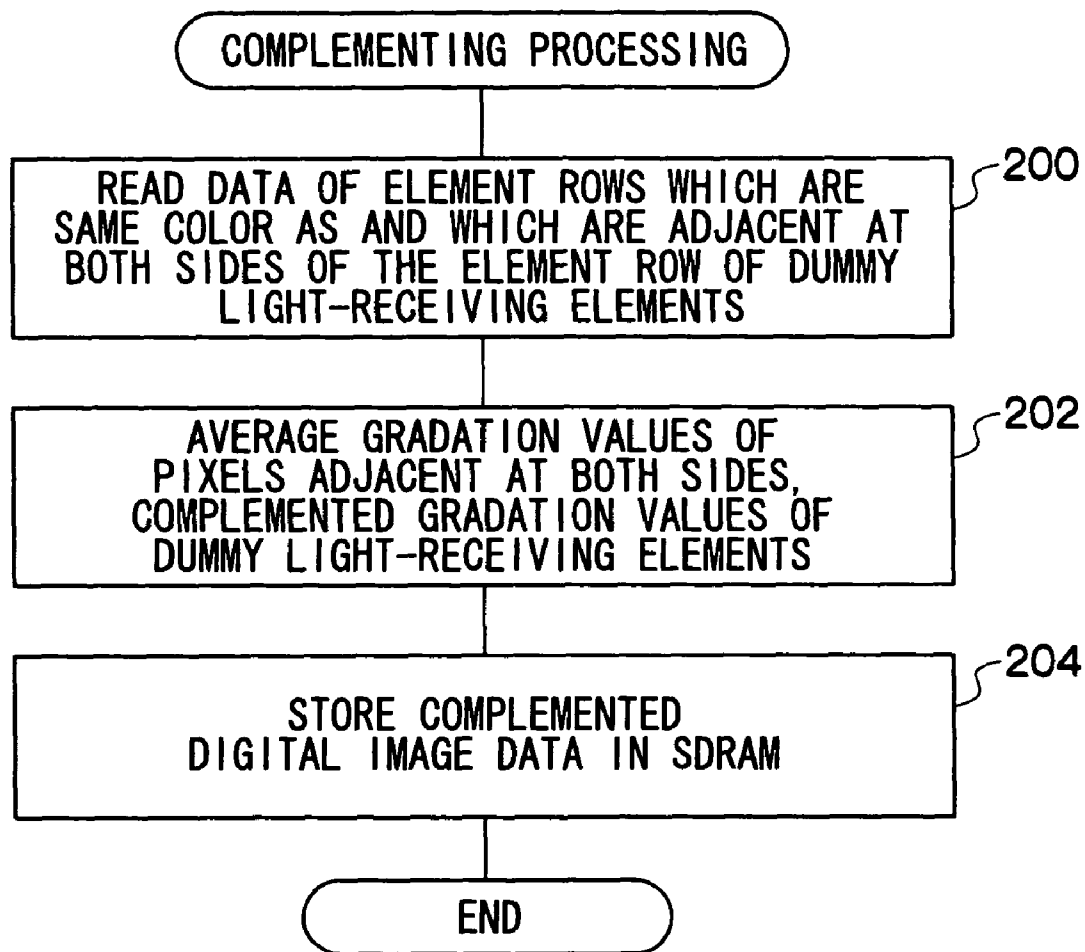 COMPLEMENTING PROCESSING
200
READ DATA OF ELEMENT ROWS WHICH ARE
SAME COLOR AS AND WHICH ARE ADJACENT AT
BOTH SIDES OF THE ELEMENT ROW OF DUMMY
LIGHT-RECEIVING ELEMENTS
202
AVERAGE GRADATION VALUES OF
PIXELS ADJACENT AT BOTH SIDES,
COMPLEMENTED GRADATION VALUES OF
DUMMY LIGHT-RECEIVING ELEMENTS
204
STORE COMPLEMENTED
DIGITAL IMAGE DATA IN SDRAM
END